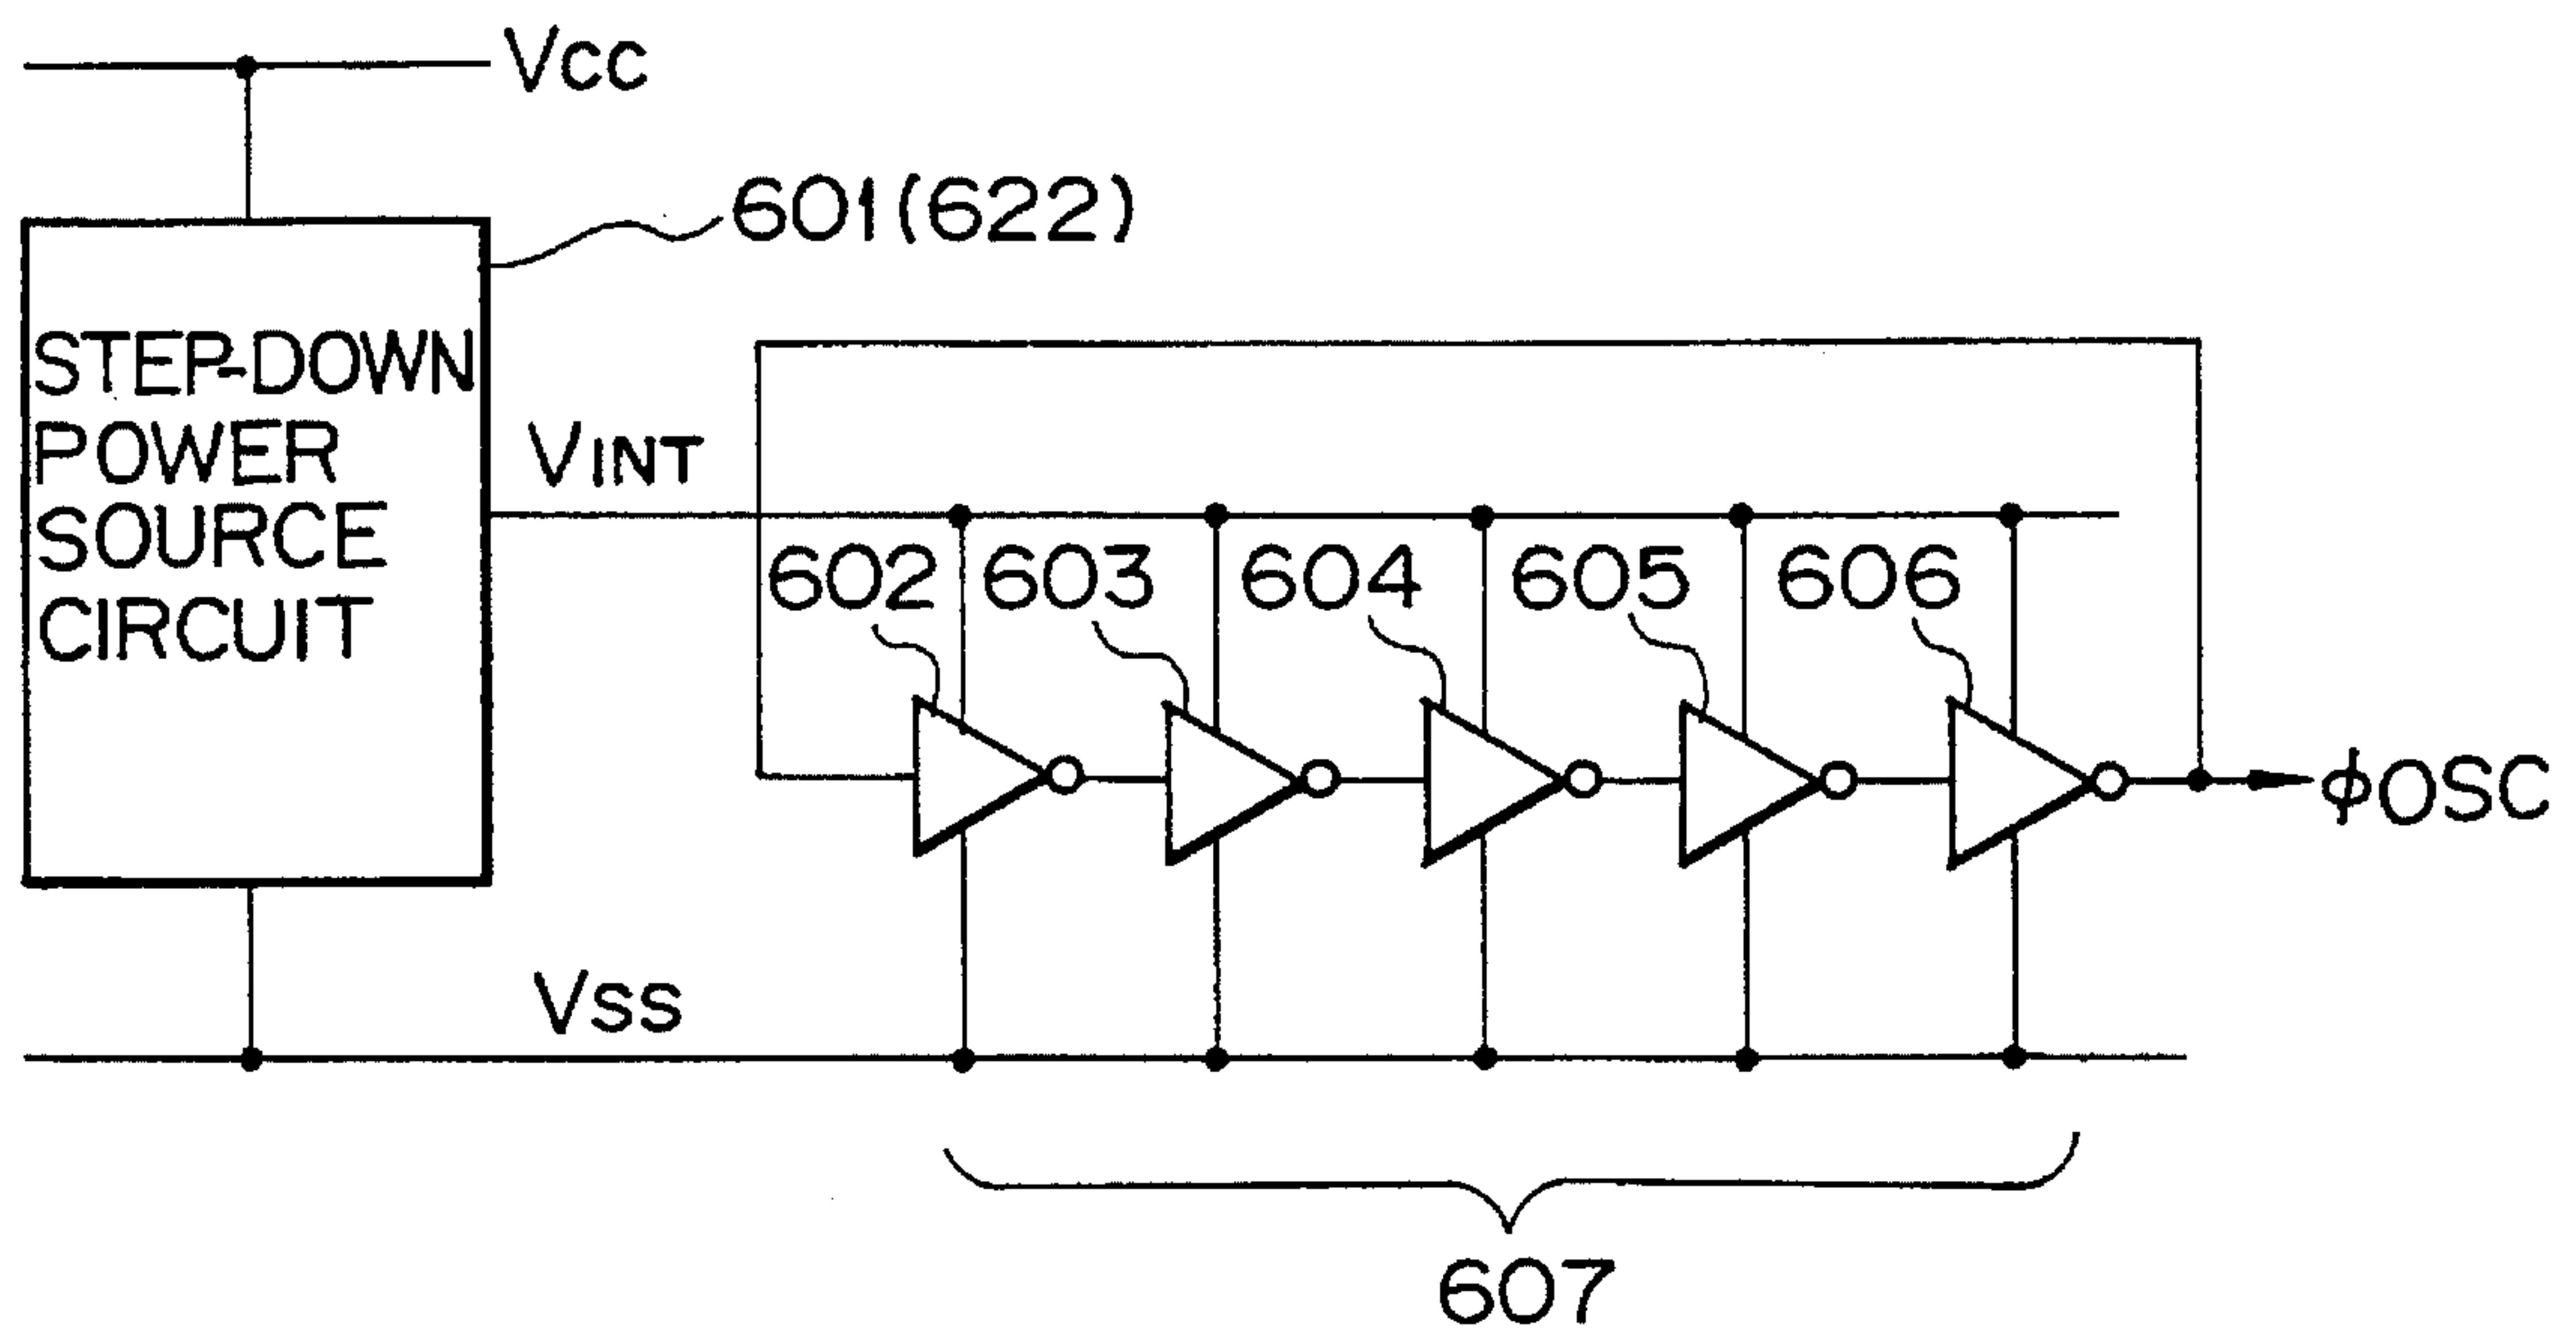 Vcc
601(622)
STEP-DOWN
POWER
SOURCE
CIRCUIT
VINT
602
603
604
605
606
φOSC
Vss
607